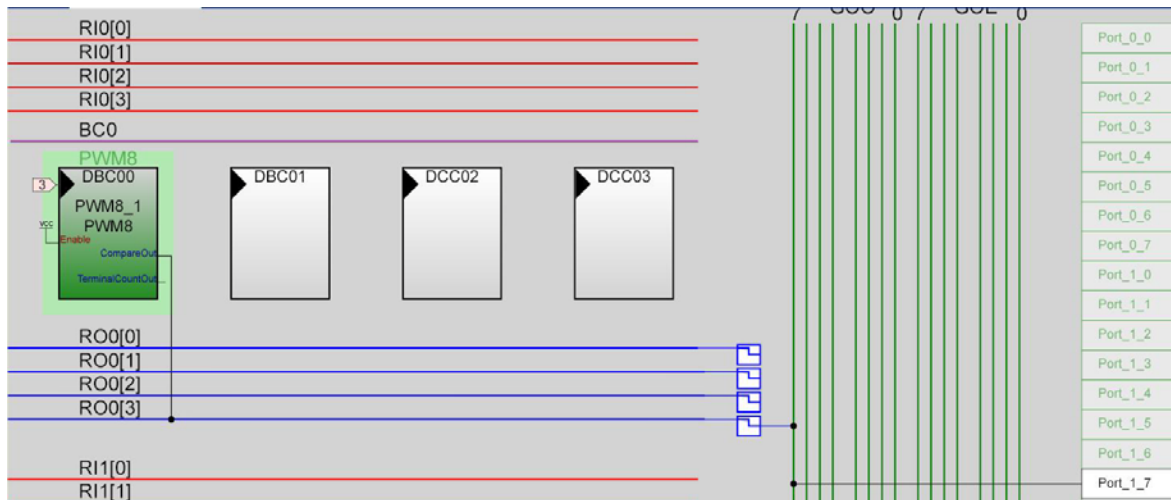 7 0 7 0
RI0[0]
RI0[1]
RI0[2]
RI0[3]
BC0
PWM8
DBC00
3
PWM8_1
PWM8
VCC
Enable
CompareOut
TerminalCountOut
DBC01
DCC02
DCC03
RO0[0]
RO0[1]
RO0[2]
RO0[3]
RI1[0]
RI1[1]
Port_0_0
Port_0_1
Port_0_2
Port_0_3
Port_0_4
Port_0_5
Port_0_6
Port_0_7
Port_1_0
Port_1_1
Port_1_2
Port_1_3
Port_1_4
Port_1_5
Port_1_6
Port_1_7